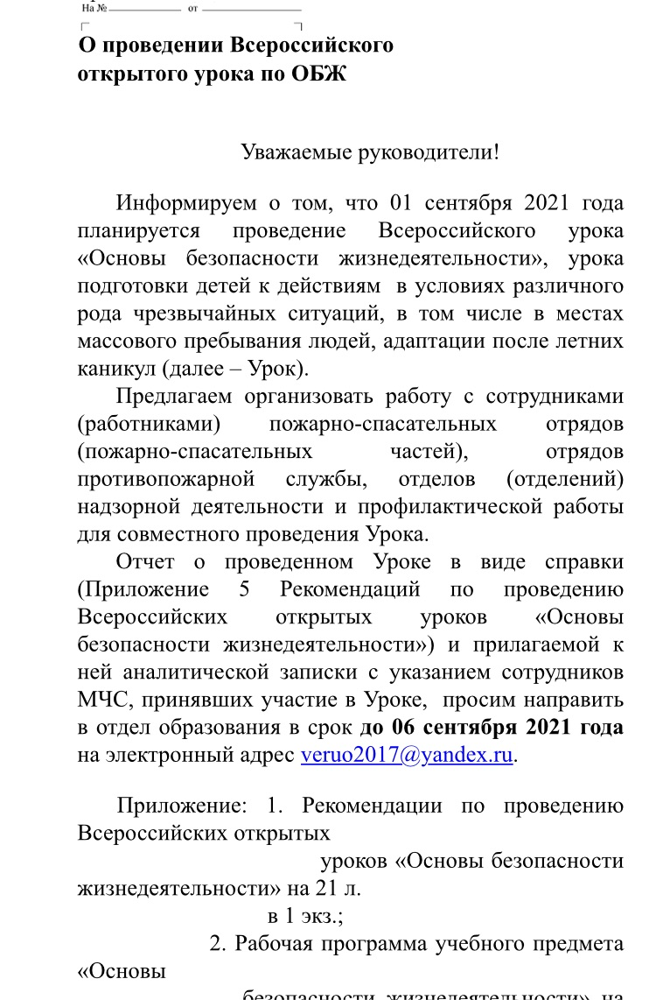 На № от
О проведении Всероссийского
открытого урока по ОБЖ
Уважаемые руководители!
Информируем о том, что 01 сентября 2021 года
планируется проведение Всероссийского урока
«Основы безопасности жизнедеятельности», урока
подготовки детей к действиям в условиях различного
рода чрезвычайных ситуаций, в том числе в местах
массового пребывания людей, адаптации после летних
каникул (далее – Урок).
Предлагаем организовать работу с сотрудниками
(работниками) пожарно-спасательных отрядов
(пожарно-спасательных частей), отрядов
противопожарной службы, отделов (отделений)
надзорной деятельности и профилактической работы
для совместного проведения Урока.
Отчет о проведенном Уроке в виде справки
(Приложение 5 Рекомендаций по проведению
Всероссийских открытых уроков «Основы
безопасности жизнедеятельности») и прилагаемой к
ней аналитической записки с указанием сотрудников
МЧС, принявших участие в Уроке, просим направить
в отдел образования в срок до 06 сентября 2021 года
на электронный адрес veruo2017@yandex.ru.
Приложение: 1. Рекомендации по проведению
Всероссийских открытых
уроков «Основы безопасности
жизнедеятельности» на 21 л.
в 1 экз.;
2. Рабочая программа учебного предмета
«Основы
безопасности жизнедеятельности» на